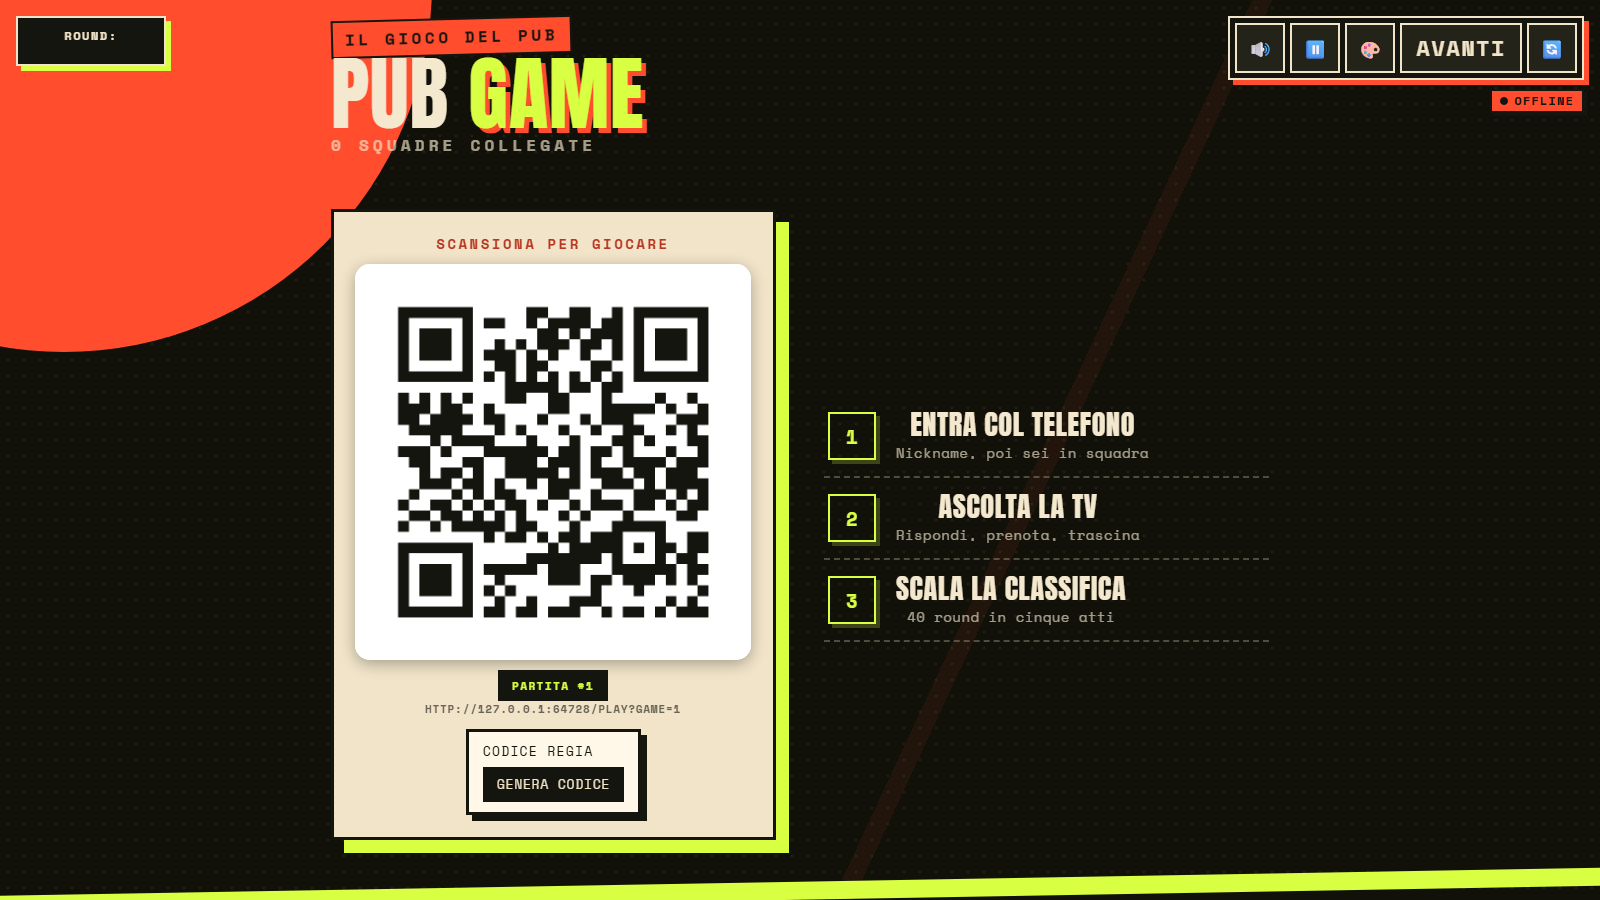 ROUND:
IL GIOCO DEL PUB
PUB GAME
0 SQUADRE COLLEGATE
AVANTI
OFFLINE
SCANSIONA PER GIOCARE
PARTITA #1
HTTP://127.0.0.1:64728/PLAY?GAME=1
CODICE REGIA
GENERA CODICE
1
ENTRA COL TELEFONO
Nickname, poi sei in squadra
2
ASCOLTA LA TV
Rispondi, prenota, trascina
3
SCALA LA CLASSIFICA
40 round in cinque atti